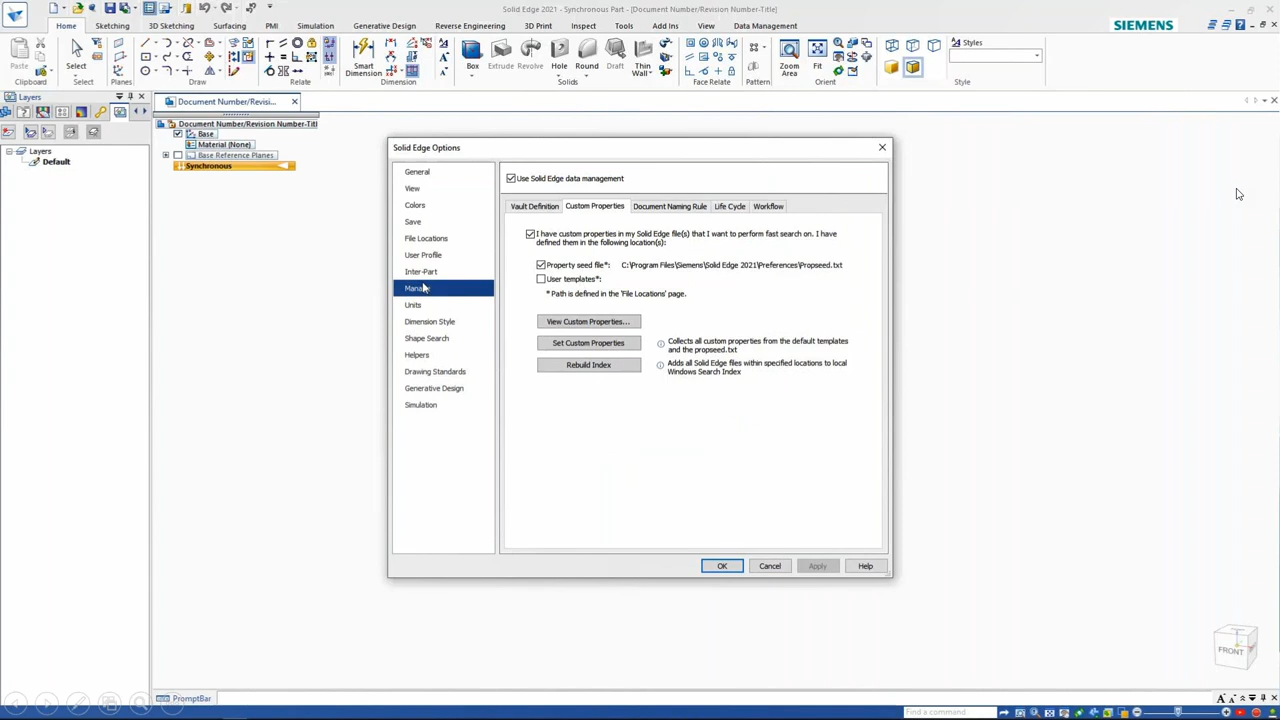 Solid Edge 2021 - Synchronous Part - [Document Number/Revision Number-Title]
Home Sketching 3D Sketching Surfacing PMI Simulation Generative Design Reverse Engineering 3D Print Inspect Tools Add Ins View Data Management
SIEMENS
Paste
Select
Smart
Dimension
Box
Extrude
Revolve
Hole
Round
Draft
Thin
Wall
Pattern
Zoom
Area
Fit
Styles
Clipboard Select Planes Draw Relate Dimension Solids Face Relate Pattern Orient Style
Layers
Document Number/Revisi...
Document Number/Revision Number-Titl
Base
Material (None)
Base Reference Planes
Synchronous
Layers
Default
Solid Edge Options
General
View
Colors
Save
File Locations
User Profile
Inter-Part
Units
Dimension Style
Shape Search
Helpers
Drawing Standards
Generative Design
Simulation
Use Solid Edge data management
Vault Definition Custom Properties Document Naming Rule Life Cycle Workflow
I have custom properties in my Solid Edge file(s) that I want to perform fast search on. I have
defined them in the following location(s):
Property seed file*: C:\Program Files\Siemens\Solid Edge 2021\Preferences\Propseed.txt
User templates*:
* Path is defined in the 'File Locations' page.
View Custom Properties...
Set Custom Properties
Collects all custom properties from the default templates
and the propseed.txt
Rebuild Index
Adds all Solid Edge files within specified locations to local
Windows Search Index
OK Cancel Apply Help
FRONT
PromptBar
Find a command